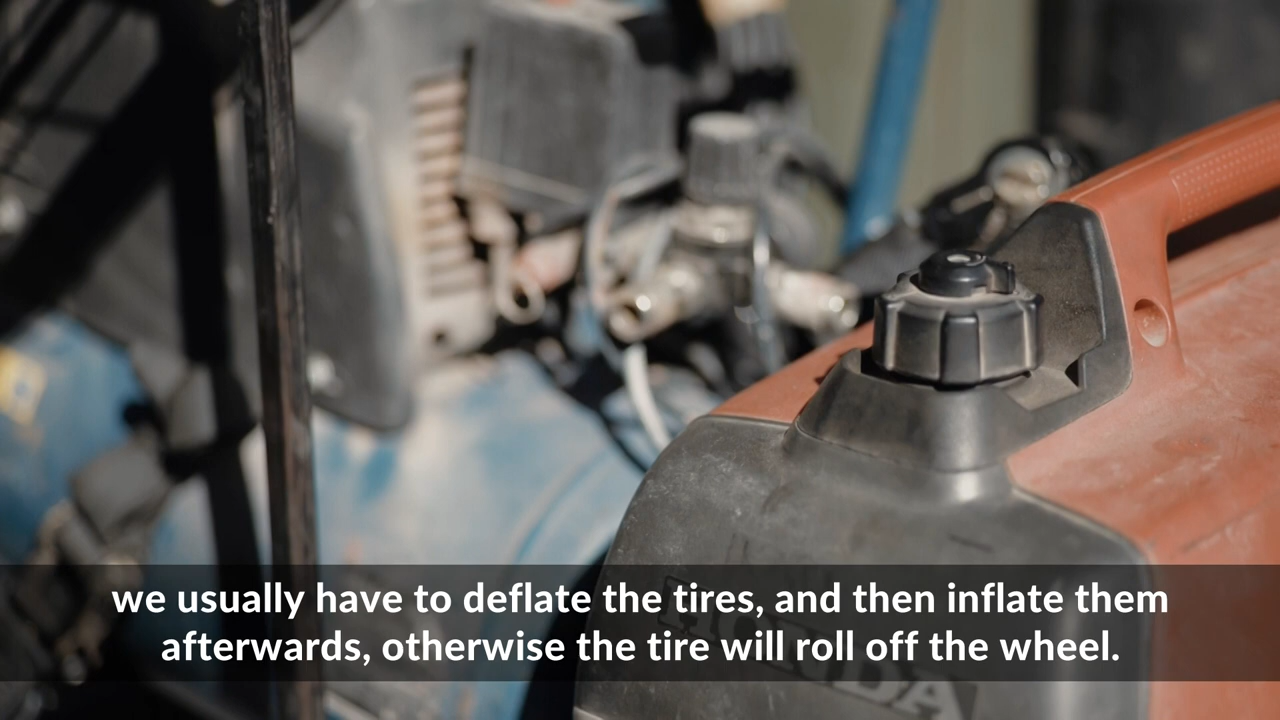 we usually have to deflate the tires, and then inflate them
afterwards, otherwise the tire will roll off the wheel.
HONDA